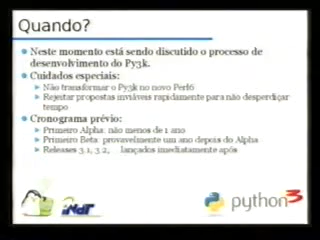 Quando?
Neste momento está sendo discutido o processo de
desenvolvimento do Py3k.
Cuidados especiais:
Não transformar o Py3k no novo Perl6
Rejeitar propostas inviáveis rapidamente para não desperdiçar
tempo
Cronograma prévio:
Primeiro Alpha: não menos de 1 ano
Primeiro Beta: provavelmente um ano depois do Alpha
Releases 3.1, 3.2, lançados imediatamente após
iNdT
python3